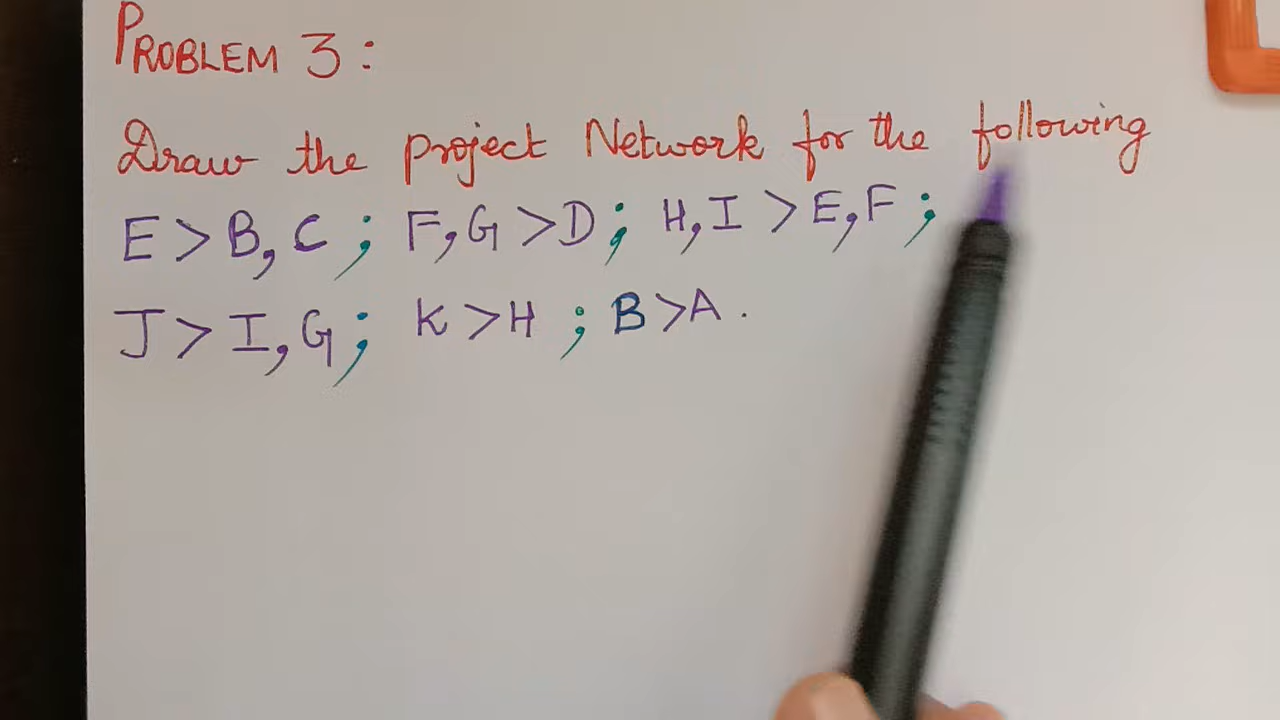 PROBLEM 3:
Draw the project Network for the following
E > B, C ; F, G > D ; H, I > E, F ;
J > I, G ; K > H ; B > A .